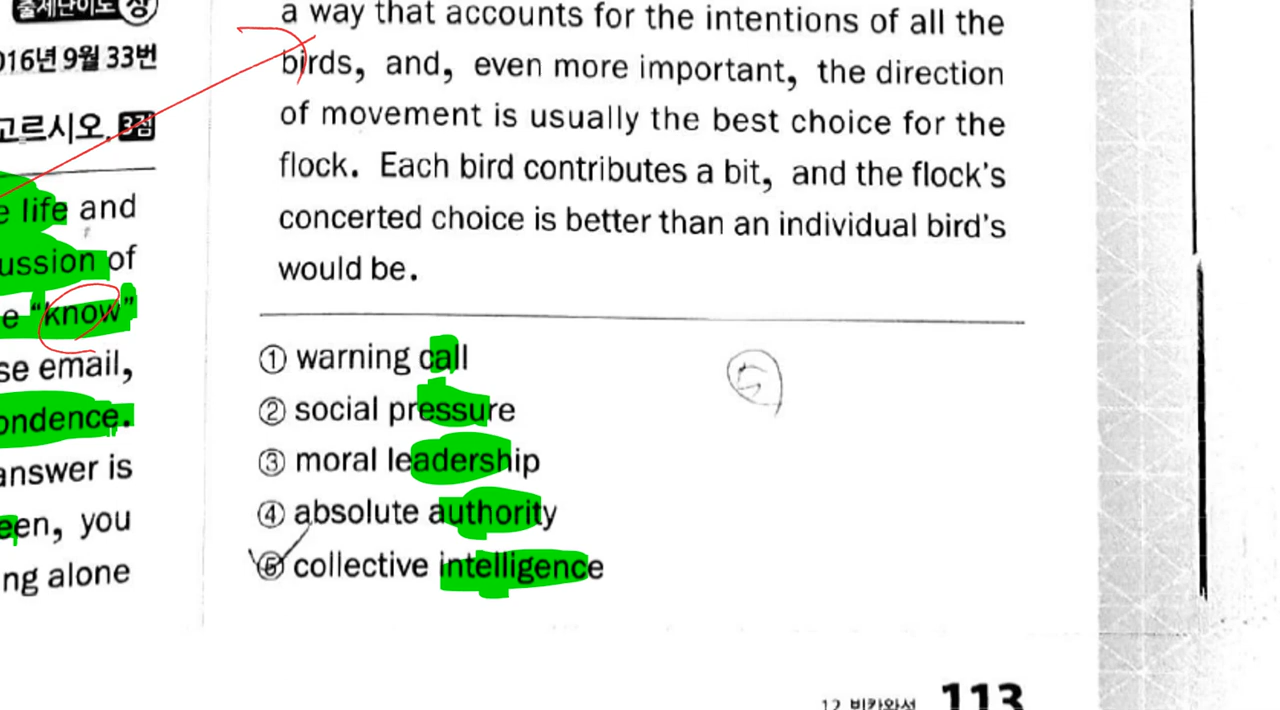 출제난이도 상
016년 9월 33번
고르시오. 3점
e life and
ussion of
e “know”
se email,
ondence.
answer is
een, you
ng alone
a way that accounts for the intentions of all the
birds, and, even more important, the direction
of movement is usually the best choice for the
flock. Each bird contributes a bit, and the flock's
concerted choice is better than an individual bird's
would be.
① warning call
② social pressure
③ moral leadership
④ absolute authority
⑤ collective intelligence
5
12 빈칸완성 113